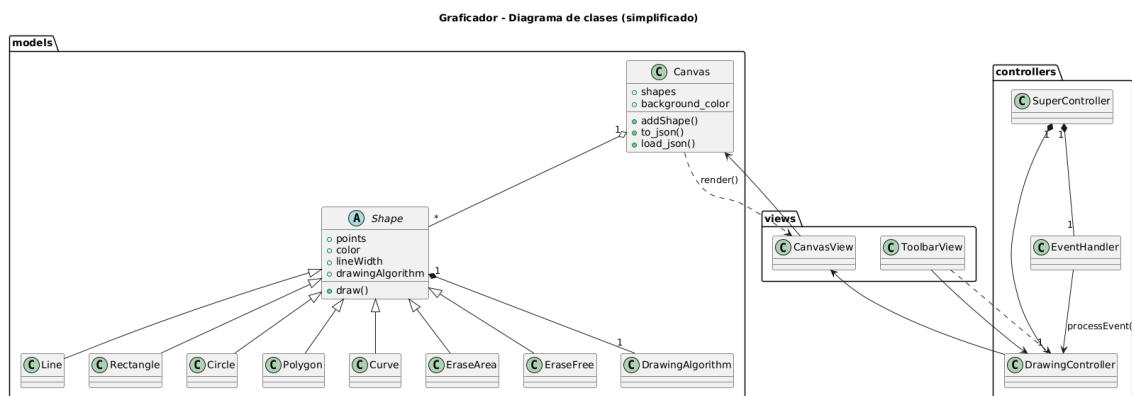 Graficador - Diagrama de clases (simplificado)
models
C Canvas
shapes
background_color
addShape()
to_json()
load_json()
1
*
render()
A Shape
points
color
lineWidth
drawingAlgorithm
draw()
1
1
C Line
C Rectangle
C Circle
C Polygon
C Curve
C EraseArea
C EraseFree
C DrawingAlgorithm
views
C CanvasView
C ToolbarView
controllers
C SuperController
1
1
1
C EventHandler
processEvent(
1
C DrawingController